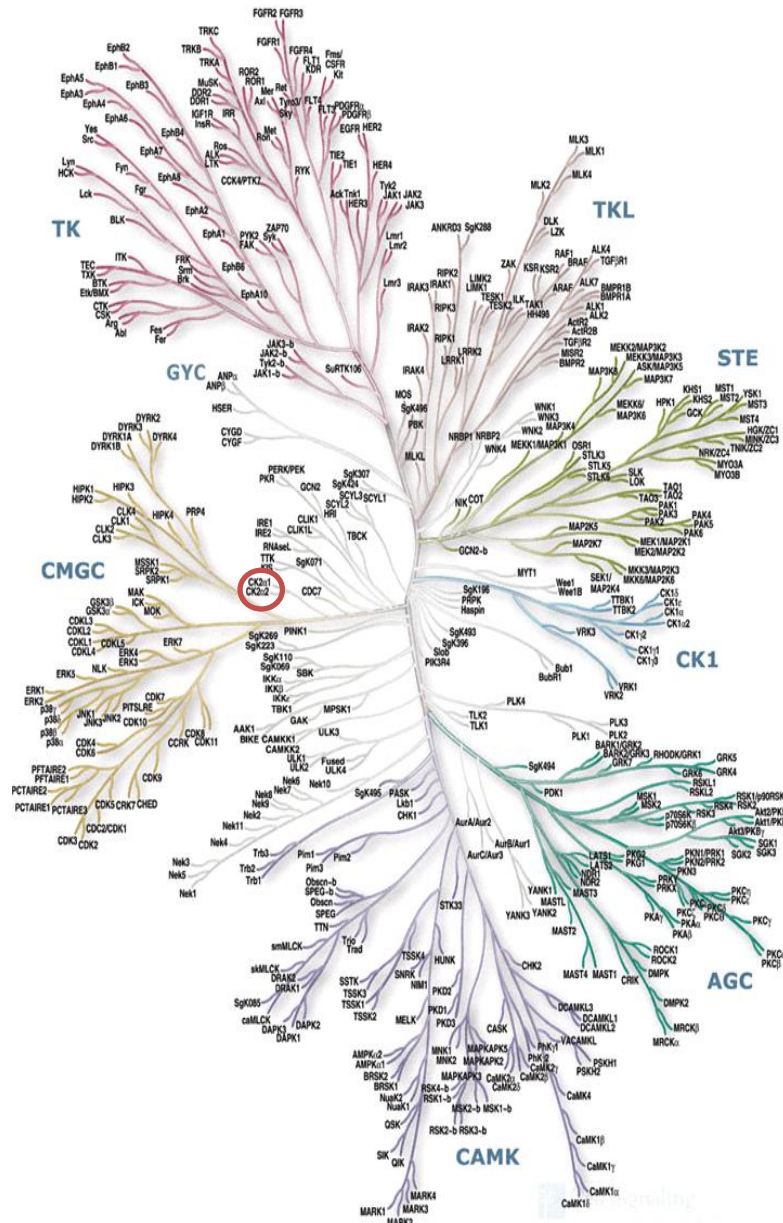 FGFR2 FGFR3
TRKC
FGFR1
FGFR4
EphB2
TRKB
FLT1
Fms/
CSFR
EphB1
TRKA
ROR2
ROR1
KDR
Kit
EphA5
EphB3
MuSK
Mer
Ret
EphA3
DDR2
Axl
Tyro3/
Sky
FLT4
FLT3
PDGFRα
PDGFRβ
EphA4
DDR1
EphA6
IGF1R
IRR
InsR
Met
Ron
EGFR
HER2
Yes
Src
EphB4
Ros
ALK
LTK
TIE2
TIE1
HER4
EphA7
RYK
Lyn
HCK
Fyn
EphA8
CCK4/PTK7
Tyk2
JAK1
JAK2
JAK3
Ack
Tnk1
HER3
Lck
Fgr
EphA2
TK
BLK
EphA1
PYK2
FAK
ZAP70
Syk
Lmr1
Lmr2
ITK
FRK
Srm
Brk
EphB6
TEC
TXK
BTK
Etk/BMX
Lmr3
EphA10
CTK
CSK
Arg
Abl
Fes
Fer
JAK3~b
JAK2~b
Tyk2~b
JAK1~b
SuRTK106
GYC
ANPα
ANPβ
HSER
CYGD
CYGF
MLK3
MLK1
MLK4
MLK2
TKL
ANKRD3
SgK288
DLK
LZK
ZAK
RAF1
ALK4
TGFβR1
RIPK2
KSR1
KSR2
BRAF
IRAK3
IRAK1
LIMK2
LIMK1
TESK1
TESK2
ARAF
ALK7
RIPK3
ILK
TAK1
HH498
BMPR1B
BMPR1A
ALK1
ALK2
IRAK2
RIPK1
ActR2
ActR2B
LRRK2
LRRK1
TGFβR2
MISR2
BMPR2
IRAK4
MOS
SgK496
PBK
MLKL
NRBP1
NRBP2
WNK1
WNK3
WNK2
WNK4
STE
MEKK2/MAP3K2
MEKK3/MAP3K3
ASK/MAP3K5
MAP3K8
MAP3K7
KHS1
MST1
MST2
YSK1
MST3
HPK1
KHS2
GCK
MEKK6/
MAP3K6
MST4
MAP3K4
HGK/ZC1
MINK/ZC3
TNIK/ZC2
MEKK1/MAP3K1
OSR1
NRK/ZC4
STLK3
STLK5
STLK6
SLK
LOK
MYO3A
MYO3B
TAO1
TAO2
TAO3
NIK
COT
PAK1
PAK3
PAK4
PAK2
PAK5
PAK6
MAP2K5
MAP2K7
MEK1/MAP2K1
MEK2/MAP2K2
GCN2~b
MKK3/MAP2K3
MKK6/MAP2K6
SEK1/
MAP2K4
MYT1
Wee1
Wee1B
DYRK2
DYRK3
DYRK1A
DYRK1B
DYRK4
PERK/PEK
PKR
GCN2
SgK307
SgK424
SCYL3
SCYL2
SCYL1
HRI
HIPK1
HIPK3
HIPK2
CLK4
CLK1
HIPK4
PRP4
IRE1
IRE2
CLIK1
CLIK1L
TBCK
CLK2
CLK3
RNAseL
TTK
KIS
SgK071
MSSK1
SRPK2
SRPK1
CMGC
CK2α1
CK2α2
CDC7
MAK
ICK
MOK
GSK3β
GSK3α
CDKL3
CDKL2
CDKL1
CDKL5
CDKL4
ERK7
ERK4
ERK3
NLK
ERK5
ERK1
ERK2
SgK269
SgK223
PINK1
SgK110
SgK069
SBK
IKKα
IKKβ
IKKε
TBK1
MPSK1
AAK1
BIKE
GAK
CAMKK1
CAMKK2
ULK3
ULK1
ULK2
Fused
ULK4
p38γ
p38δ
p38β
p38α
JNK1
JNK3
JNK2
PITSLRE
CDK7
CDK10
CDK8
CDK11
CCRK
CDK4
CDK6
CDK9
PFTAIRE2
PFTAIRE1
PCTAIRE2
PCTAIRE1
PCTAIRE3
CDK5
CRK7
CHED
CDC2/CDK1
CDK3
CDK2
SgK196
PRPK
Haspin
SgK493
SgK396
Slob
PIK3R4
Bub1
BubR1
TTBK1
TTBK2
CK1δ
CK1ε
CK1α
CK1α2
VRK3
CK1γ2
CK1γ1
CK1γ3
VRK1
VRK2
CK1
PLK4
TLK2
TLK1
PLK3
PLK1
PLK2
BARK1/GRK2
BARK2/GRK3
RHODK/GRK1
GRK5
GRK7
GRK6
GRK4
SgK494
PDK1
RSKL1
RSKL2
MSK1
MSK2
RSK1/p90RSK
RSK4
RSK2
RSK3
p70S6K
p70S6Kβ
Akt3/PKBγ
SGK1
SGK2
SGK3
PKG2
PKG1
PKN1/PRK1
PKN2/PRK2
PKN3
LATS1
LATS2
NDR1
NDR2
PRKY
PRKX
MAST3
YANK1
MASTL
YANK2
YANK3
PKAγ
PKAα
PKAβ
PKCη
PKCε
MAST2
MAST4
MAST1
ROCK1
ROCK2
DMPK
CRIK
DMPK2
MRCKβ
MRCKα
AGC
Nek10
Nek6
Nek7
Nek8
Nek9
Nek2
Nek11
Nek4
Nek3
Nek5
Nek1
SgK495
PASK
Lkb1
CHK1
AurA/Aur2
AurB/Aur1
AurC/Aur3
Trb3
Trb2
Trb1
Pim1
Pim2
Pim3
Obscn~b
SPEG~b
Obscn
SPEG
STK33
TTN
smMLCK
Trio
Trad
TSSK4
HUNK
skMLCK
SSTK
SNRK
NIM1
CHK2
DRAK2
DRAK1
TSSK3
TSSK1
TSSK2
SgK085
caMLCK
DAPK3
DAPK2
DAPK1
PKD2
PKD1
PKD3
DCAMKL3
DCAMKL1
DCAMKL2
MELK
CASK
VACAMKL
MNK1
MNK2
MAPKAPK5
MAPKAPK2
MAPKAPK3
PhKγ1
PhKγ2
PSKH1
PSKH2
AMPKα2
AMPKα1
BRSK2
BRSK1
CaMK2γ
CaMK2α
CaMK2β
CaMK2δ
NuaK2
NuaK1
RSK4~b
RSK1~b
MSK2~b
MSK1~b
RSK2~b
RSK3~b
CaMK4
QSK
SIK
QIK
CaMK1β
CaMK1γ
CaMK1α
CaMK1δ
CAMK
MARK4
MARK1
MARK3